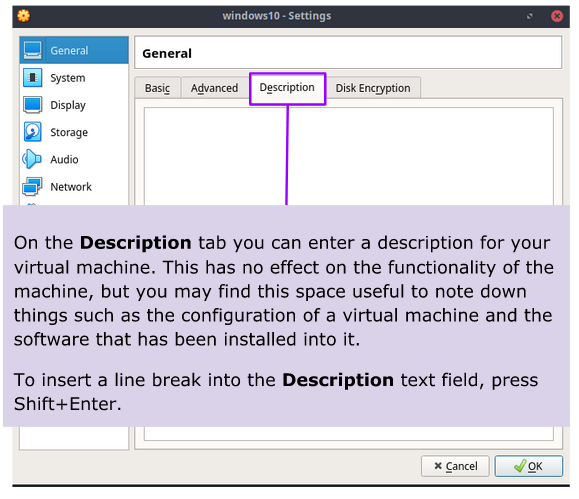 windows10 - Settings
General
System
Display
Storage
Audio
Network
General
Basic
Advanced
Description
Disk Encryption
On the Description tab you can enter a description for your
virtual machine. This has no effect on the functionality of the
machine, but you may find this space useful to note down
things such as the configuration of a virtual machine and the
software that has been installed into it.
To insert a line break into the Description text field, press
Shift+Enter.
Cancel
OK